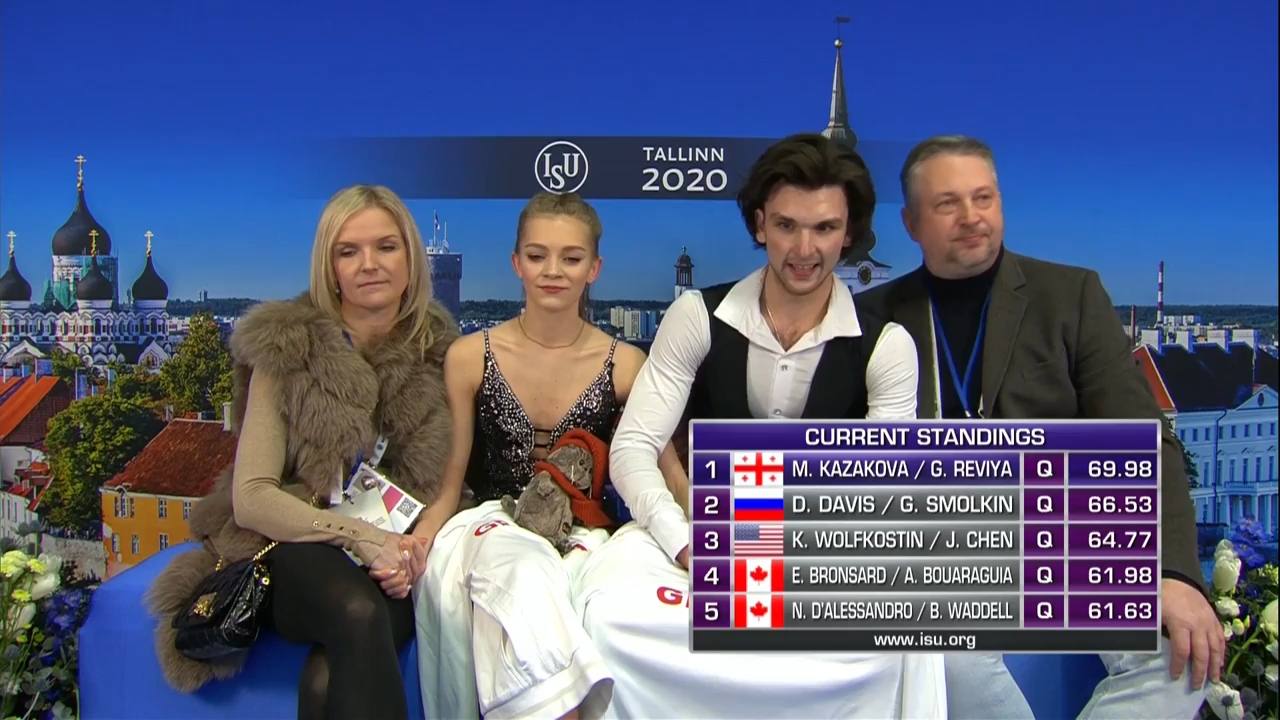 ISU
TALLINN
2020
CURRENT STANDINGS
1 M. KAZAKOVA / G. REVIYA Q 69.98
2 D. DAVIS / G. SMOLKIN Q 66.53
3 K. WOLFKOSTIN / J. CHEN Q 64.77
4 E. BRONSARD / A. BOUARAGUIA Q 61.98
5 N. D'ALESSANDRO / B. WADDELL Q 61.63
www.isu.org